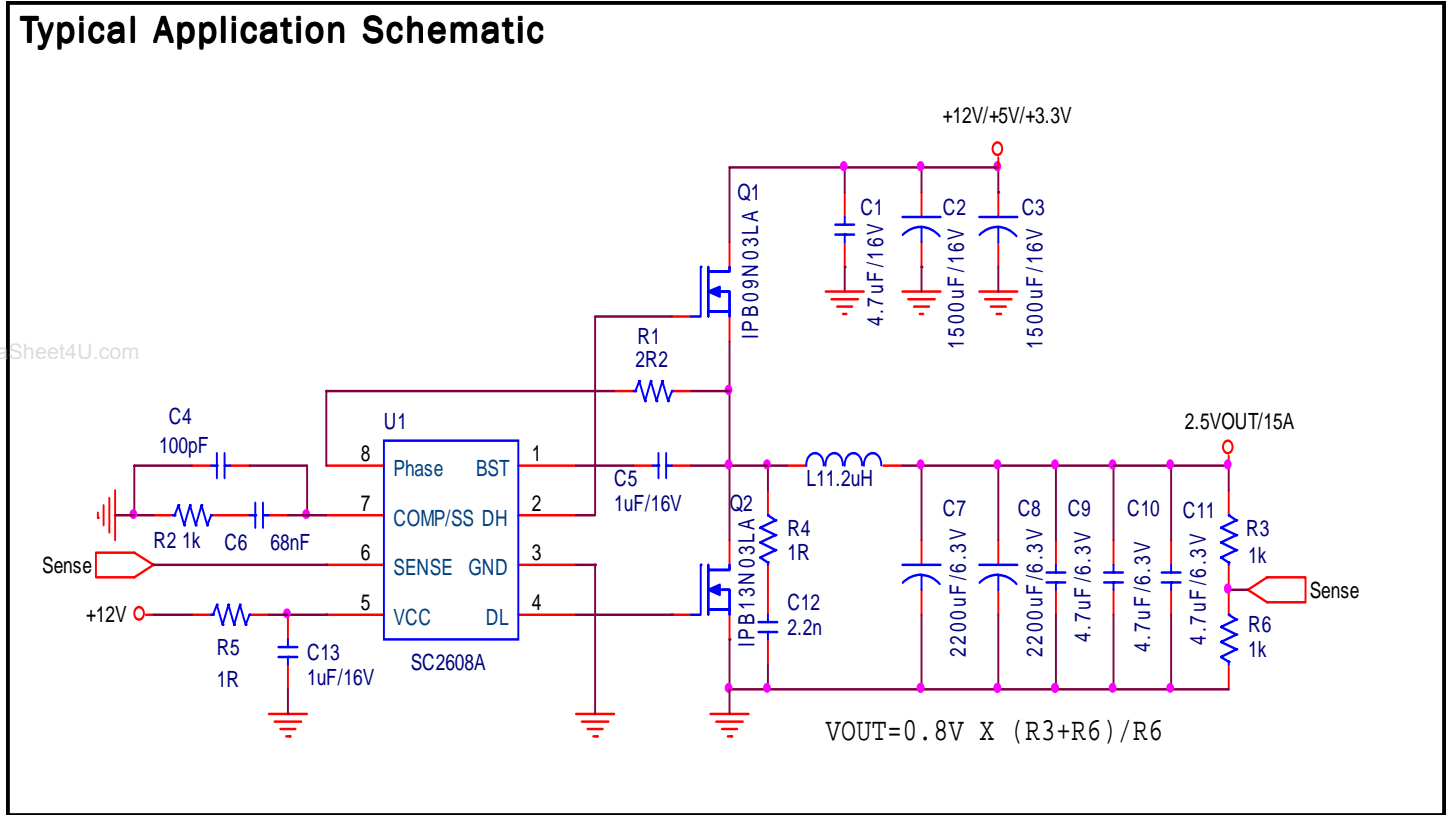 Typical Application Schematic
+12V/+5V/+3.3V
Q1
IPB09N03LA
C1
4.7uF/16V
C2
1500uF/16V
C3
1500uF/16V
aSheet4U.com
R1
2R2
C4
100pF
U1
2.5VOUT/15A
8
Phase
BST
1
C5
1uF/16V
L11.2uH
7
COMP/SS
DH
2
R2 1k
C6
68nF
Q2
IPB13N03LA
R4
1R
C7
2200uF/6.3V
C8
2200uF/6.3V
C9
4.7uF/6.3V
C10
4.7uF/6.3V
C11
4.7uF/6.3V
R3
1k
Sense
6
SENSE
GND
3
Sense
+12V
5
VCC
DL
4
C12
2.2n
R6
1k
R5
1R
C13
1uF/16V
SC2608A
VOUT=0.8V X (R3+R6)/R6